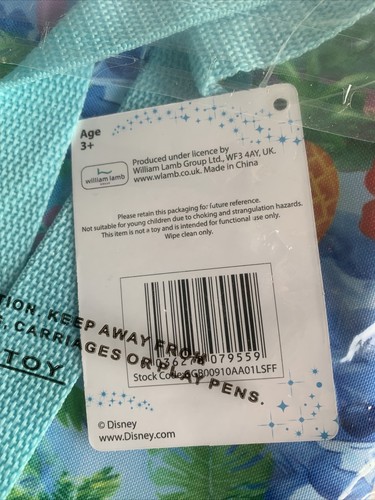 Age
3+
william lamb
Produced under licence by
William Lamb Group Ltd., WF3 4AY, UK.
www.wlamb.co.uk. Made in China
Please retain this packaging for future reference.
Not suitable for young children due to choking and strangulation hazards.
This item is not a toy and is intended for functional use only.
Wipe clean only.
079559
Stock Code:
KEEP AWAY FROM
CARRIAGES OR PLAY PENS.
TOY
© Disney
www.Disney.com